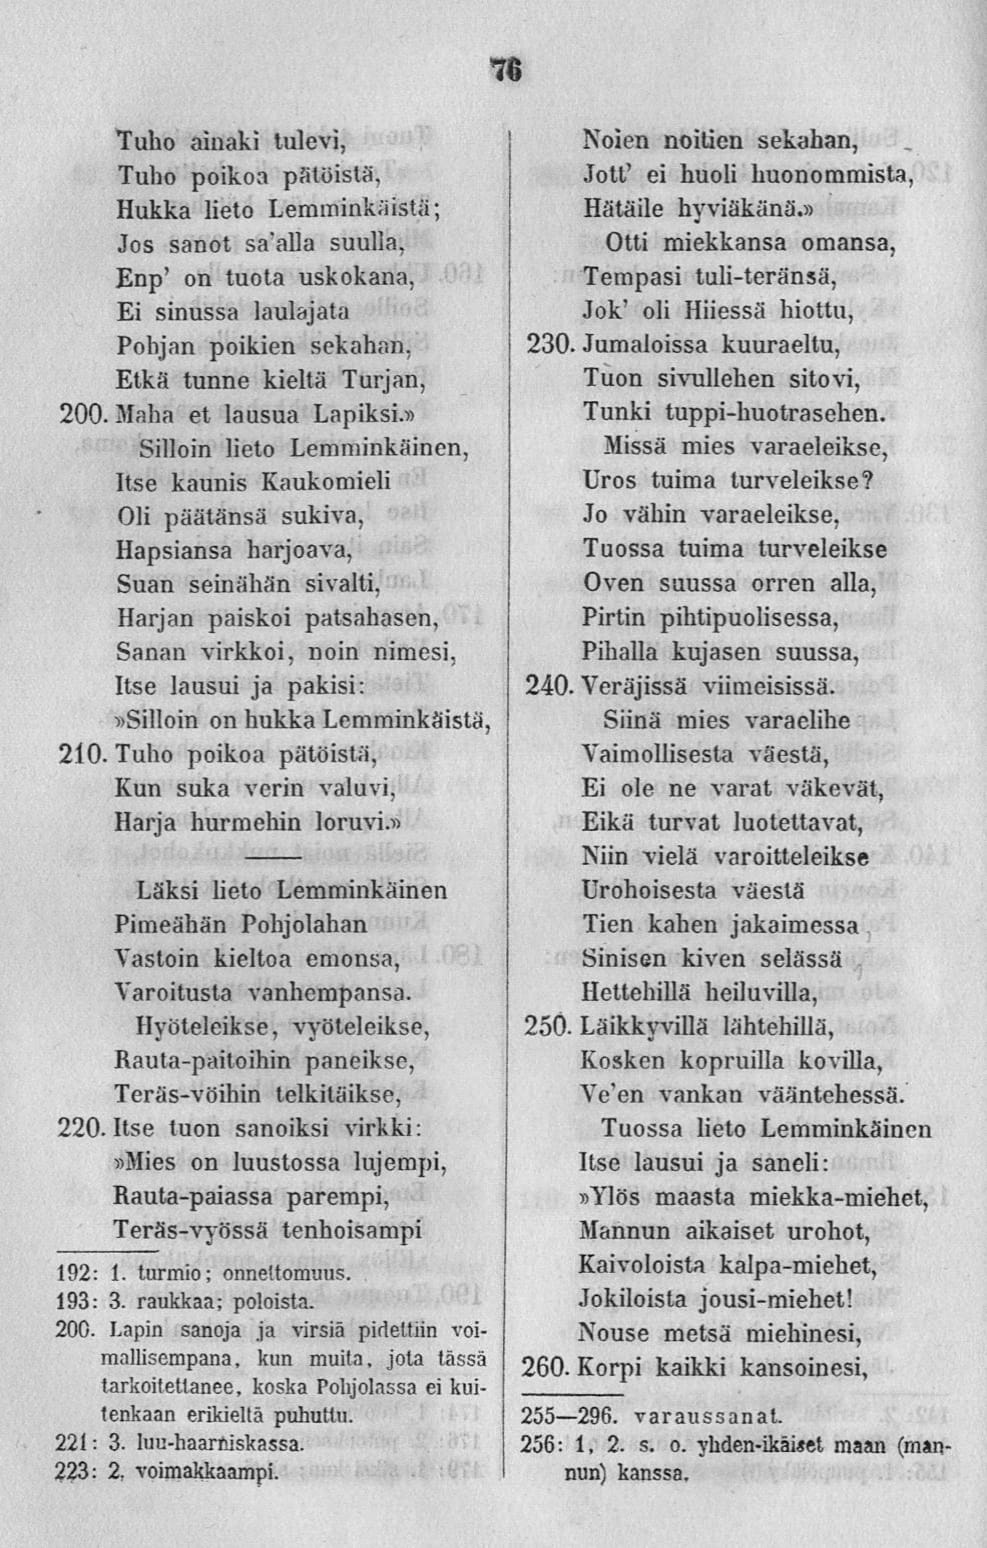 76
Tuho ainaki tulevi,
Tuho poikoa pätöistä,
Hukka lieto Lemminkäistä;
Jos sanot sa'alla suulla,
Enp' on tuota uskokana,
Ei sinussa laulajata
Pohjan poikien sekahan,
Etkä tunne kieltä Turjan,
200. Maha et lausua Lapiksi.»
Silloin lieto Lemminkäinen,
Itse kaunis Kaukomieli
Oli päätänsä sukiva,
Hapsiansa harjoava,
Suan seinähän sivalti,
Harjan paiskoi patsahasen,
Sanan virkkoi, noin nimesi,
Itse lausui ja pakisi:
»Silloin on hukka Lemminkäistä,
210. Tuho poikoa pätöistä,
Kun suka verin valuvi,
Harja hurmehin loruvi.»
Läksi lieto Lemminkäinen
Pimeähän Pohjolahan
Vastoin kieltoa emonsa,
Varoitusta vanhempansa.
Hyöteleikse, vyöteleikse,
Rauta-paitoihin paneikse,
Teräs-vöihin telkitäikse,
220. Itse tuon sanoiksi virkki:
»Mies on luustossa lujempi,
Rauta-paiassa parempi,
Teräs-vyössä tenhoisampi
192: 1. turmio; onnettomuus.
193: 3. raukkaa; poloista.
200. Lapin sanoja ja virsiä pidettiin voi-
mallisempana, kun muita, jota tässä
tarkoitettanee, koska Pohjolassa ei kui-
tenkaan erikieltä puhuttu.
221: 3. luu-haarniskassa.
223: 2. voimakkaampi.
Noien noitien sekahan,
Jott' ei huoli huonommista,
Hätäile hyviäkänä.»
Otti miekkansa omansa,
Tempasi tuli-teränsä,
Jok' oli Hiiessä hiottu,
230. Jumaloissa kuuraeltu,
Tuon sivullehen sitovi,
Tunki tuppi-huotrasehen.
Missä mies varaeleikse,
Uros tuima turveleikse?
Jo vähin varaeleikse,
Tuossa tuima turveleikse
Oven suussa orren alla,
Pirtin pihtipuolisessa,
Pihalla kujasen suussa,
240. Veräjissä viimeisissä.
Siinä mies varaelihe
Vaimollisesta väestä,
Ei ole ne varat väkevät,
Eikä turvat luotettavat,
Niin vielä varoitteleikse
Urohoisesta väestä
Tien kahen jakaimessa,
Sinisen kiven selässä,
Hettehillä heiluvilla,
250. Läikkyvillä lähtehillä,
Kosken kopruilla kovilla,
Ve'en vankan vääntehessä.
Tuossa lieto Lemminkäinen
Itse lausui ja saneli:
»Ylös maasta miekka-miehet,
Mannun aikaiset urohot,
Kaivoloista kalpa-miehet,
Jokiloista jousi-miehet!
Nouse metsä miehinesi,
260. Korpi kaikki kansoinesi,
255—296. varaussanat.
256: 1, 2. s. o. yhden-ikäiset maan (man-
nun) kanssa.